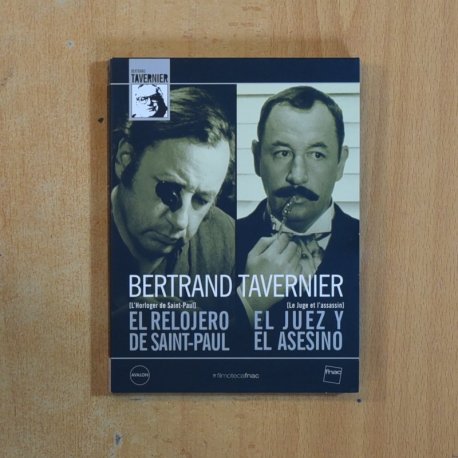 BERTRAND
TAVERNIER
BERTRAND TAVERNIER
[L'Horloger de Saint-Paul]
EL RELOJERO
DE SAINT-PAUL
[Le Juge et l'assassin]
EL JUEZ Y
EL ASESINO
AVALON
#filmotecafnac
fnac